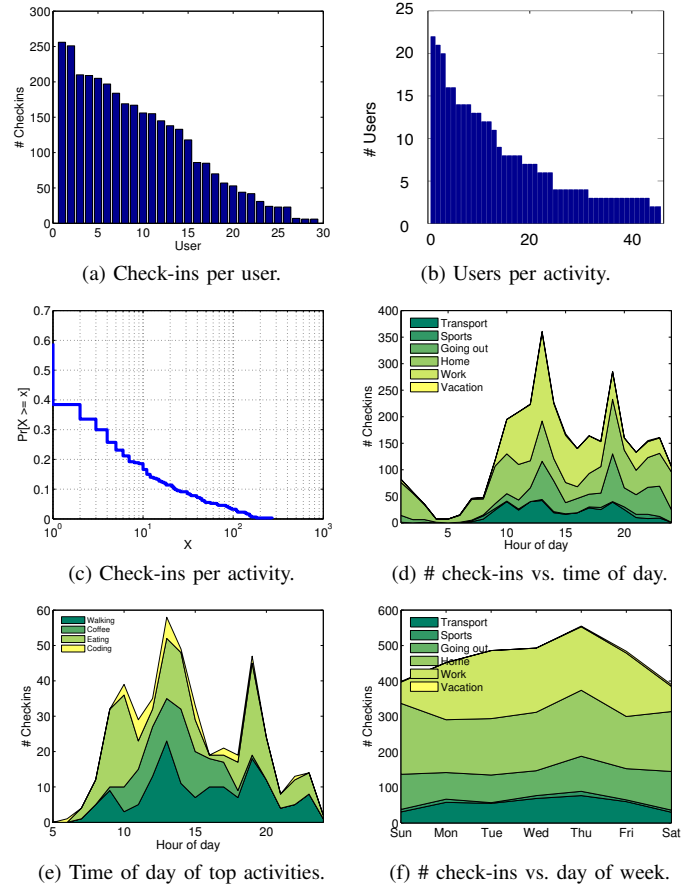 300
250
200
150
100
50
0
# Checkins
0 5 10 15 20 25 30
User
(a) Check-ins per user.
25
20
15
10
5
0
# Users
0 20 40
(b) Users per activity.
0.7
0.6
0.5
0.4
0.3
0.2
0.1
0
Pr[X >= x]
10^0 10^1 10^2 10^3
X
(c) Check-ins per activity.
400
350
300
250
200
150
100
50
0
# Checkins
Transport
Sports
Going out
Home
Work
Vacation
5 10 15 20
Hour of day
(d) # check-ins vs. time of day.
60
50
40
30
20
10
0
# Checkins
Walking
Coffee
Eating
Coding
5 10 15 20
Hour of day
(e) Time of day of top activities.
600
500
400
300
200
100
0
# Checkins
Transport
Sports
Going out
Home
Work
Vacation
Sun Mon Tue Wed Thu Fri Sat
(f) # check-ins vs. day of week.